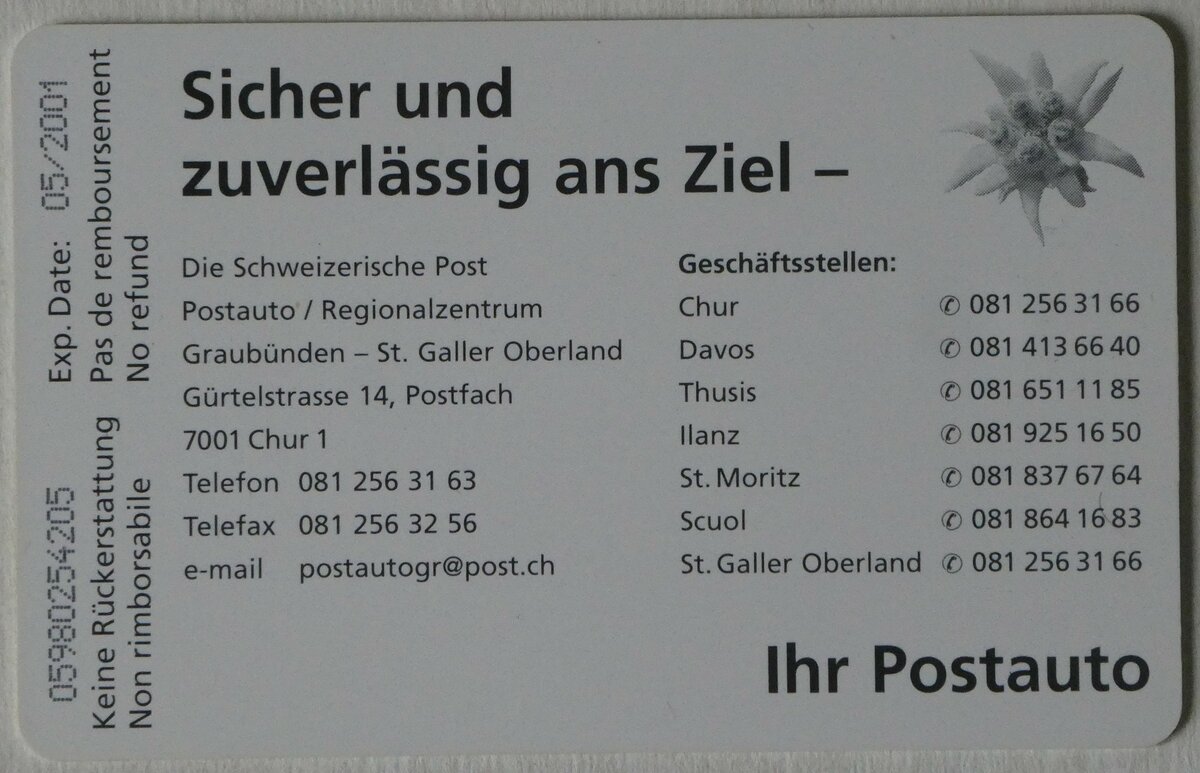 Sicher und
zuverlässig ans Ziel –
Die Schweizerische Post
Postauto / Regionalzentrum
Graubünden – St. Galler Oberland
Gürtelstrasse 14, Postfach
7001 Chur 1
Telefon 081 256 31 63
Telefax 081 256 32 56
e-mail postautogr@post.ch
Geschäftsstellen:
Chur ✆ 081 256 31 66
Davos ✆ 081 413 66 40
Thusis ✆ 081 651 11 85
Ilanz ✆ 081 925 16 50
St. Moritz ✆ 081 837 67 64
Scuol ✆ 081 864 16 83
St. Galler Oberland ✆ 081 256 31 66
Ihr Postauto
05980254205 Exp. Date: 05/2001
Keine Rückerstattung Pas de remboursement
Non rimborsabile No refund